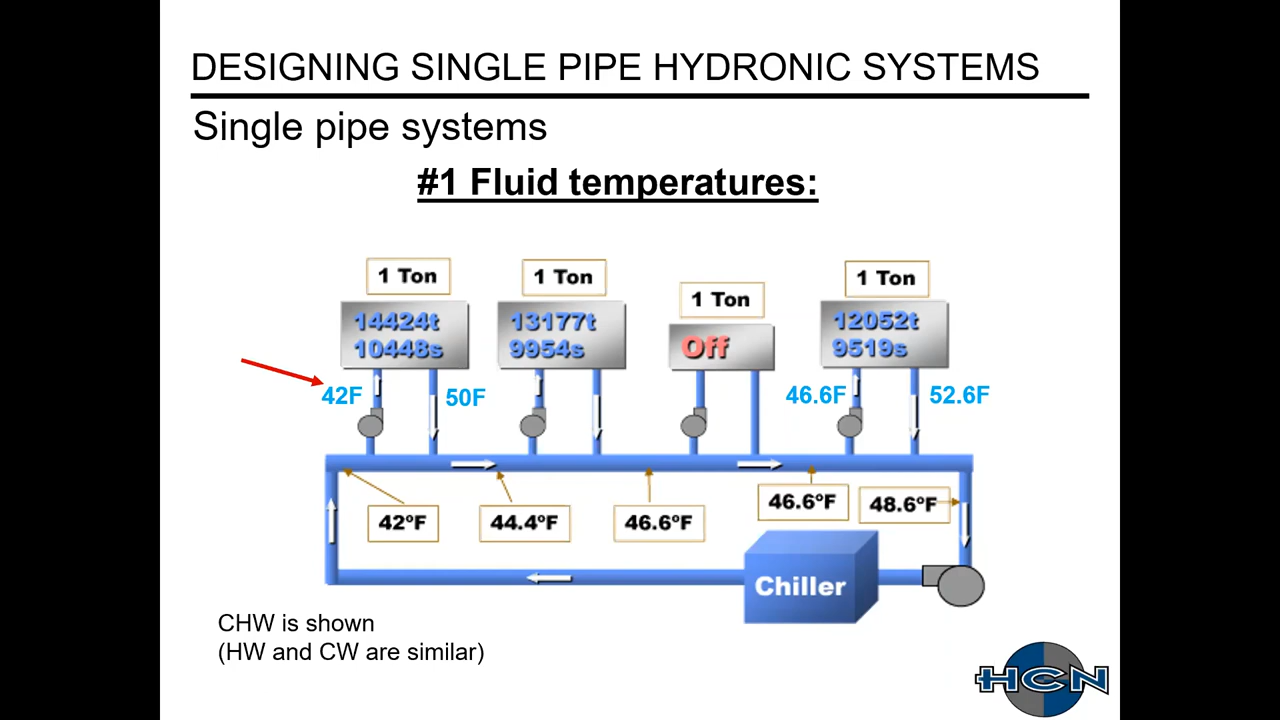 DESIGNING SINGLE PIPE HYDRONIC SYSTEMS
Single pipe systems
#1 Fluid temperatures:
1 Ton
1 Ton
1 Ton
1 Ton
14424t
10448s
13177t
9954s
Off
12052t
9519s
42F
50F
46.6F
52.6F
42ºF
44.4ºF
46.6ºF
46.6ºF
48.6ºF
Chiller
CHW is shown
(HW and CW are similar)
HCN